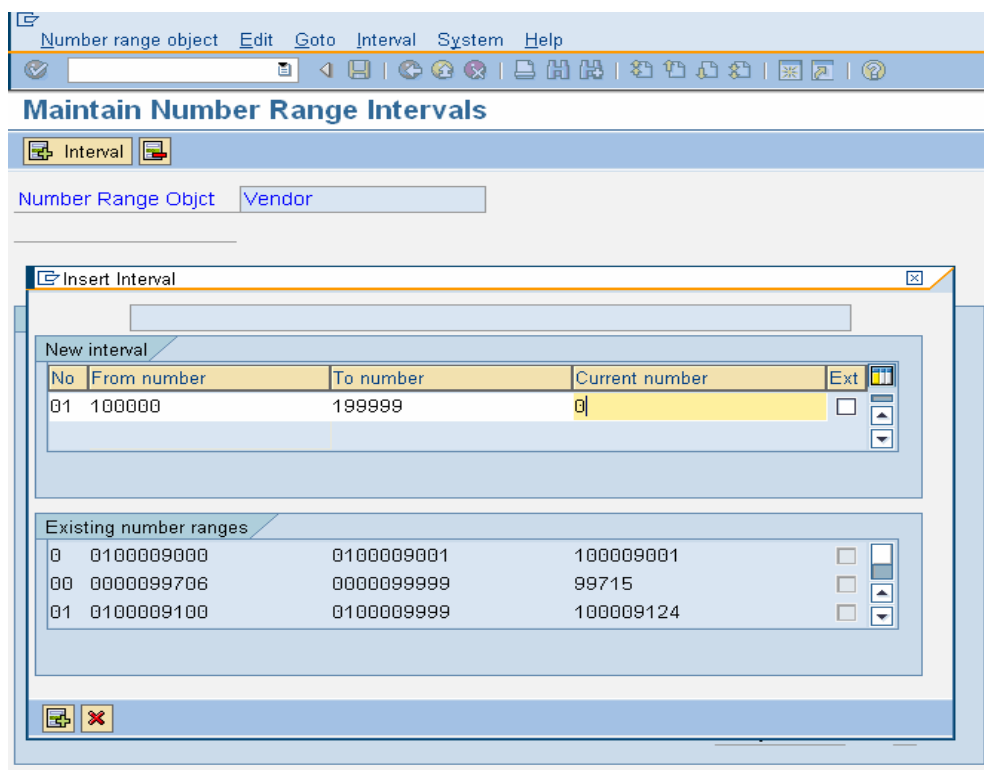 Number range object Edit Goto Interval System Help
Maintain Number Range Intervals
Interval
Number Range Objct Vendor
Insert Interval
New interval
No From number To number Current number Ext
01 100000 199999 0
Existing number ranges
0 0100009000 0100009001 100009001
00 0000099706 0000099999 99715
01 0100009100 0100009999 100009124